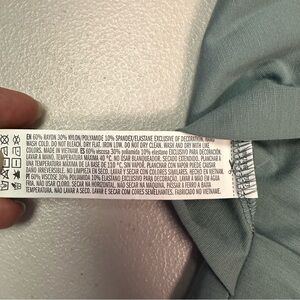 EN 60% RAYON 30% NYLON/POLYAMIDE 10% SPANDEX/ELASTANE EXCLUSIVE OF DECORATION. HAND
WASH COLD. DO NOT BLEACH. DRY FLAT. IRON LOW. DO NOT DRY CLEAN. WASH AND DRY WITH LIKE
COLORS. MADE IN VIETNAM. ES 60% viscosa 30% poliamida 10% elastano EXCLUSIVO PARA DECORACIÓN.
LAVAR A MANO. TEMPERATURA MÁXIMA 40 °C. NO USAR BLANQUEADOR. SECADO EXTENDIDO. PLANCHAR A
UNA TEMPERATURA MÁXIMA DE LA BASE DE 110 °C. SIN VAPOR. PLANCHAR CON VAPOR PUEDE CAUSAR
DAÑO IRREVERSIBLE. NO LIMPIEZA EN SECO. LAVAR Y SECAR CON COLORES SIMILARES. HECHO EN VIETNAM.
PT 60% VISCOSE 30% POLIAMIDA 10% ELASTANO EXCLUSIVO PARA DECORAÇÃO. LAVAR À MÃO EM ÁGUA
FRIA. NÃO USAR CLORO. SECAR NA HORIZONTAL. NÃO SECAR NA MÁQUINA. PASSAR A FERRO A BAIXA
TEMPERATURA. NÃO LAVAR A SECO. LAVAR E SECAR COM CORES SIMILARES. FABRICADO NO VIETNAM.